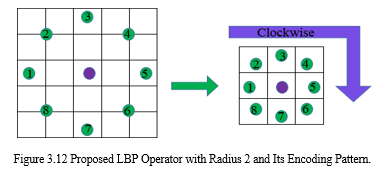 3
2 4
1 5
8 6
7
Clockwise
2 3 4
1 5
8 7 6
Figure 3.12 Proposed LBP Operator with Radius 2 and Its Encoding Pattern.